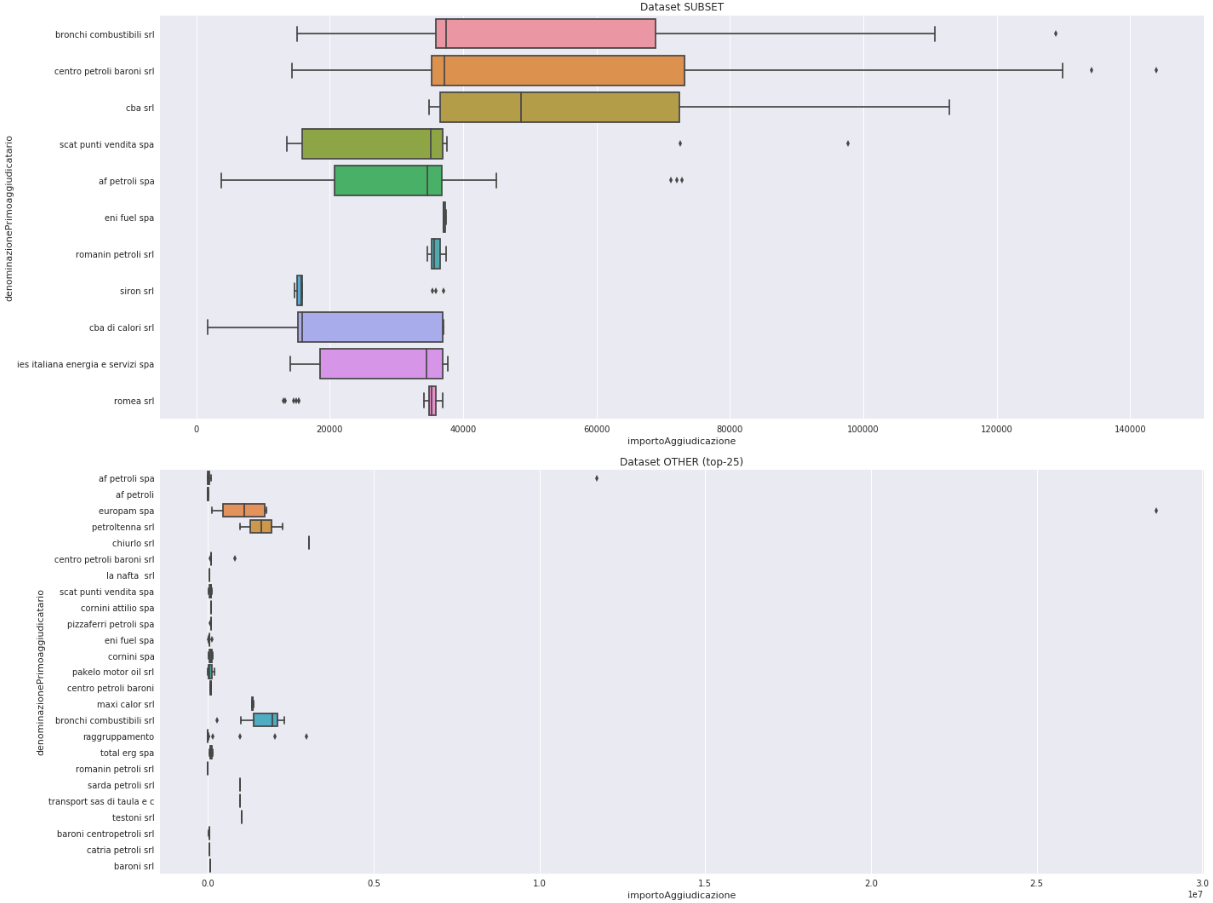 Dataset SUBSET
bronchi combustibili srl
centro petroli baroni srl
cba srl
scat punti vendita spa
af petroli spa
eni fuel spa
romanin petroli srl
siron srl
cba di calori srl
ies italiana energia e servizi spa
romea srl
denominazionePrimoaggiudicatario
0 20000 40000 60000 80000 100000 120000 140000
importoAggiudicazione
Dataset OTHER (top-25)
af petroli spa
af petroli
europam spa
petroltenna srl
chiurlo srl
centro petroli baroni srl
la nafta  srl
scat punti vendita spa
cornini attilio spa
pizzaferri petroli spa
eni fuel spa
cornini spa
pakelo motor oil srl
centro petroli baroni
maxi calor srl
bronchi combustibili srl
raggruppamento
total erg spa
romanin petroli srl
sarda petroli srl
transport sas di taula e c
testoni srl
baroni centropetroli srl
catria petroli srl
baroni srl
denominazionePrimoaggiudicatario
0.0 0.5 1.0 1.5 2.0 2.5 3.0
1e7
importoAggiudicazione